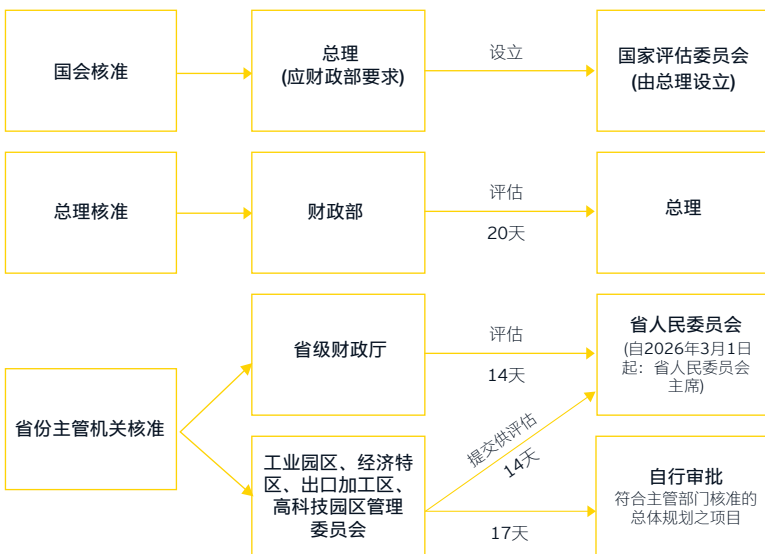 国会核准
总理
(应财政部要求)
设立
国家评估委员会
(由总理设立)
总理核准
财政部
评估
20天
总理
省份主管机关核准
省级财政厅
评估
14天
省人民委员会
(自2026年3月1日
起：省人民委员会
主席)
工业园区、经济特
区、出口加工区、
高科技园区管理
委员会
提交供评估
14天
17天
自行审批
符合主管部门核准的
总体规划之项目